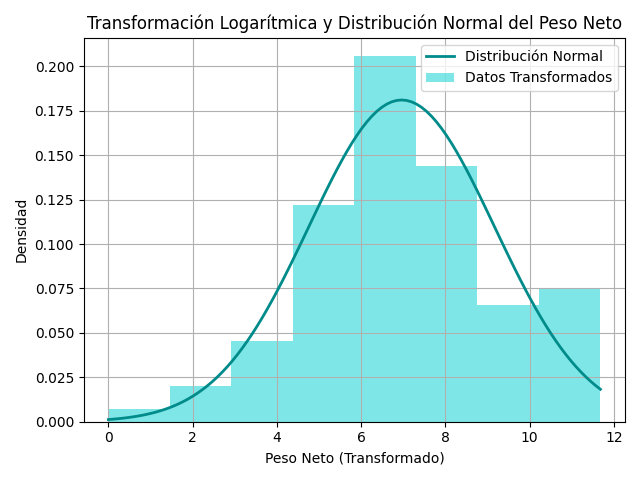 Transformación Logarítmica y Distribución Normal del Peso Neto
Distribución Normal
Datos Transformados
Densidad
0.200
0.175
0.150
0.125
0.100
0.075
0.050
0.025
0.000
0 2 4 6 8 10 12
Peso Neto (Transformado)